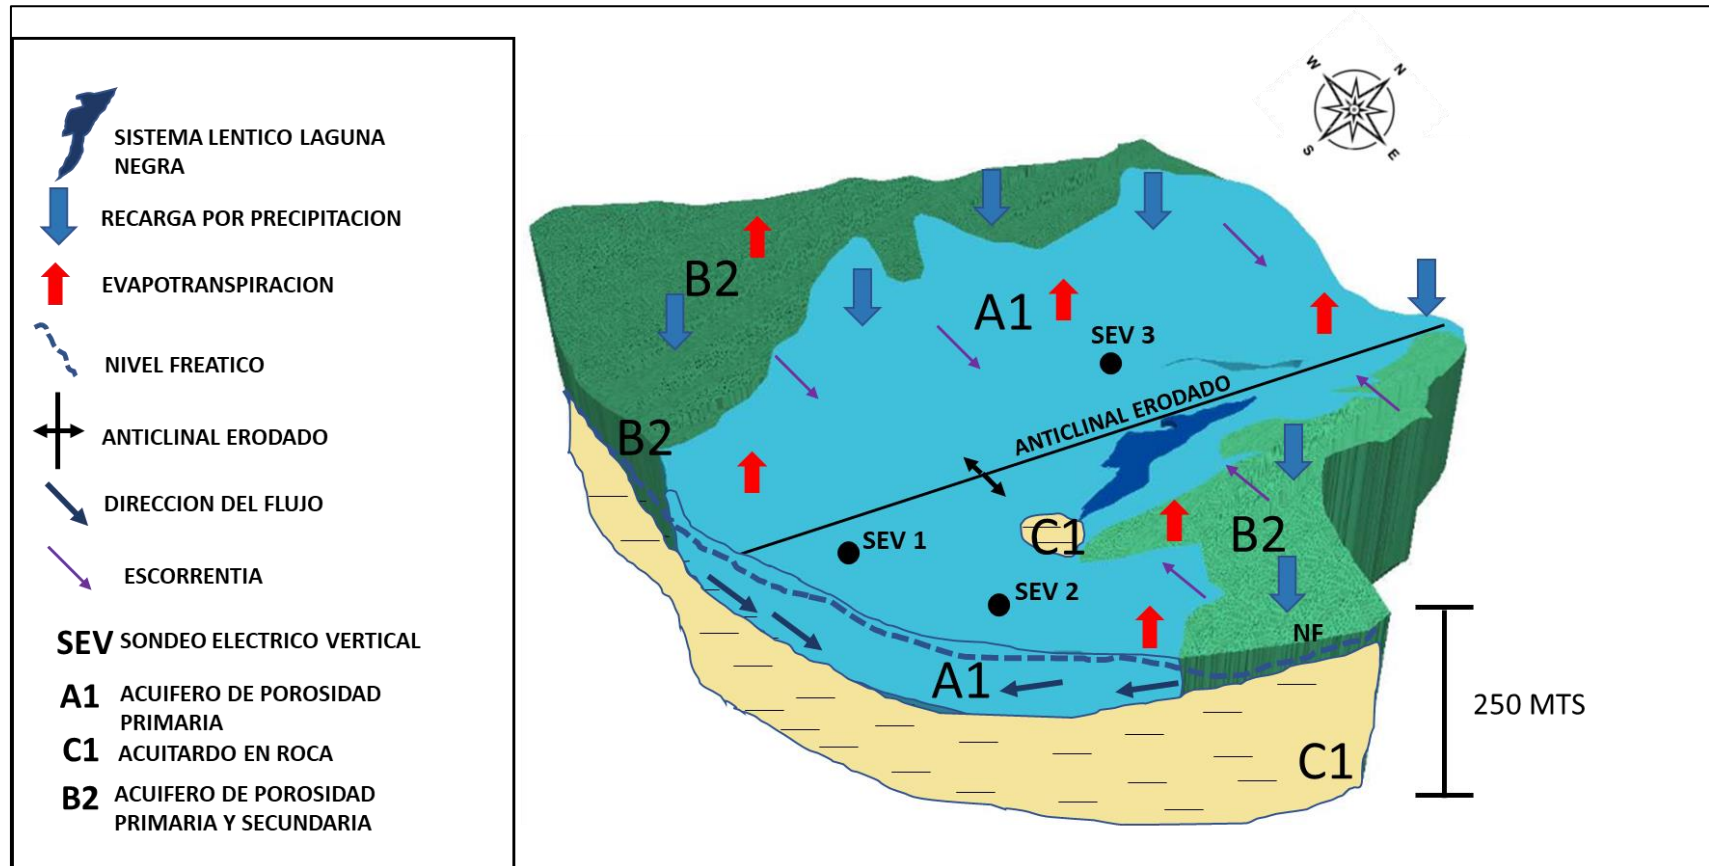 SISTEMA LENTICO LAGUNA
NEGRA
RECARGA POR PRECIPITACION
EVAPOTRANSPIRACION
NIVEL FREATICO
ANTICLINAL ERODADO
DIRECCION DEL FLUJO
ESCORRENTIA
SEV SONDEO ELECTRICO VERTICAL
A1 ACUIFERO DE POROSIDAD
PRIMARIA
C1 ACUITARDO EN ROCA
B2 ACUIFERO DE POROSIDAD
PRIMARIA Y SECUNDARIA
W
N
S
E
B2
A1
SEV 3
ANTICLINAL ERODADO
B2
SEV 1
C1
B2
SEV 2
NF
A1
250 MTS
C1